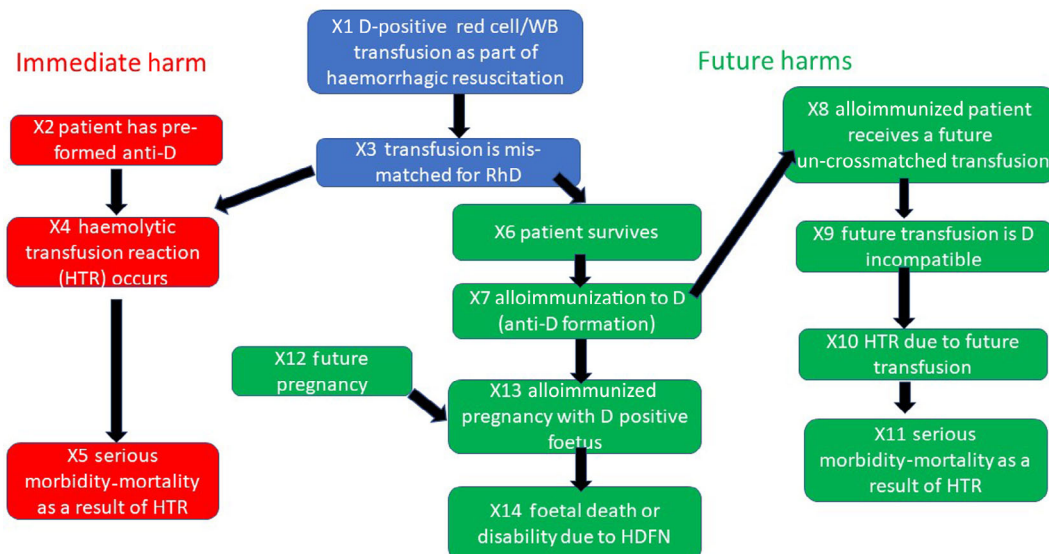 X1 D-positive red cell/WB
transfusion as part of
haemorrhagic resuscitation
Immediate harm
Future harms
X2 patient has pre-
formed anti-D
X3 transfusion is mis-
matched for RhD
X8 alloimmunized patient
receives a future
un-crossmatched transfusion
X4 haemolytic
transfusion reaction
(HTR) occurs
X6 patient survives
X9 future transfusion is D
incompatible
X7 alloimmunization to D
(anti-D formation)
X12 future
pregnancy
X10 HTR due to future
transfusion
X13 alloimmunized
pregnancy with D positive
foetus
X5 serious
morbidity-mortality
as a result of HTR
X11 serious
morbidity-mortality as a
result of HTR
X14 foetal death or
disability due to HDFN